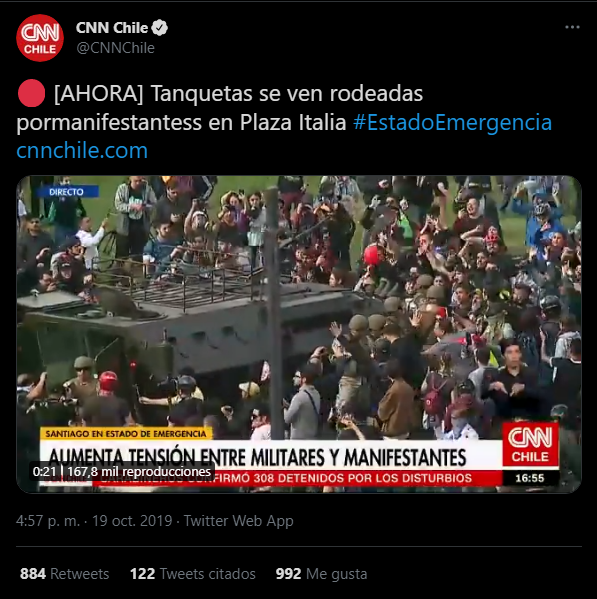 CNN
CHILE
CNN Chile
@CNNChile
[AHORA] Tanquetas se ven rodeadas
pormanifestantess en Plaza Italia #EstadoEmergencia
cnnchile.com
DIRECTO
SANTIAGO EN ESTADO DE EMERGENCIA
AUMENTA TENSIÓN ENTRE MILITARES Y MANIFESTANTES
0:21 | 167,8 mil reproducciones
CONFIRMÓ 308 DETENIDOS POR LOS DISTURBIOS
CNN
CHILE
16:55
4:57 p. m. · 19 oct. 2019 · Twitter Web App
884 Retweets 122 Tweets citados 992 Me gusta